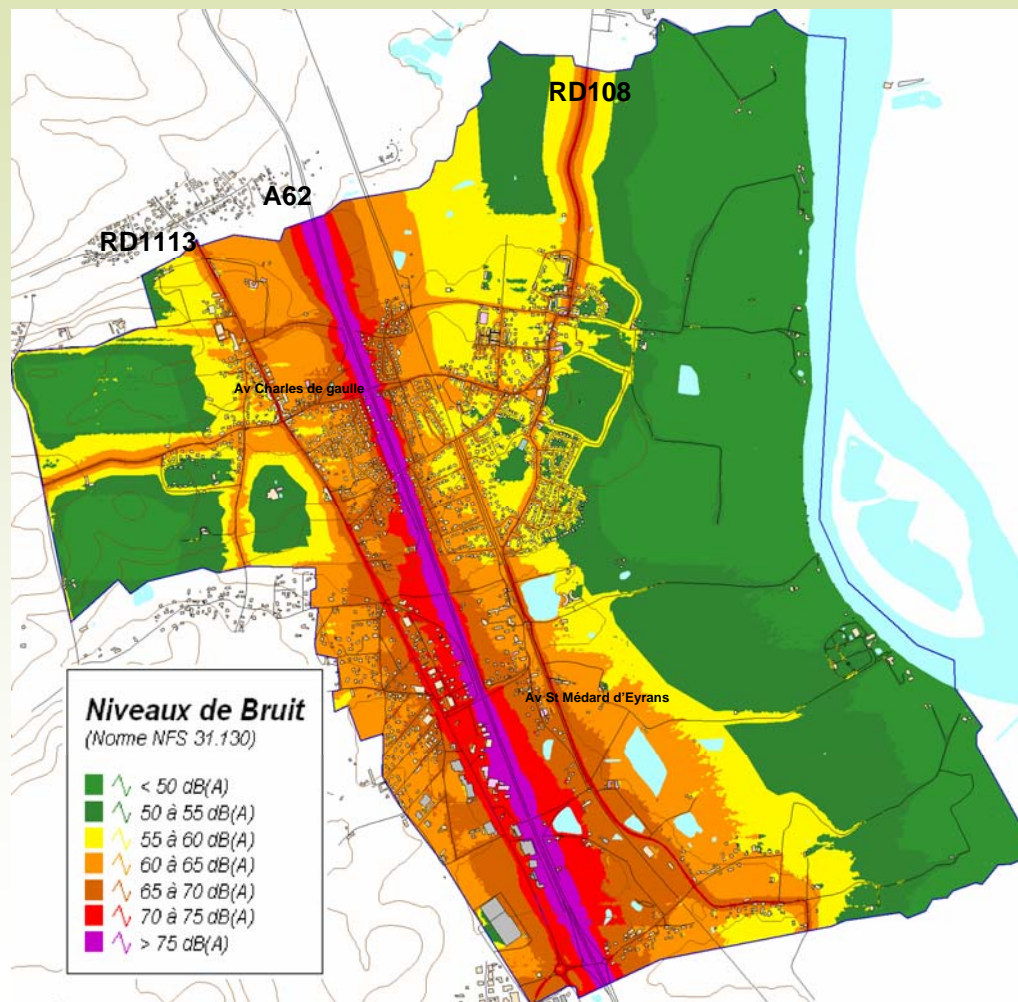 RD108
A62
RD1113
Av Charles de gaulle
Av St Médard d'Eyrans
Niveaux de Bruit
(Norme NFS 31.130)
< 50 dB(A)
50 à 55 dB(A)
55 à 60 dB(A)
60 à 65 dB(A)
65 à 70 dB(A)
70 à 75 dB(A)
> 75 dB(A)